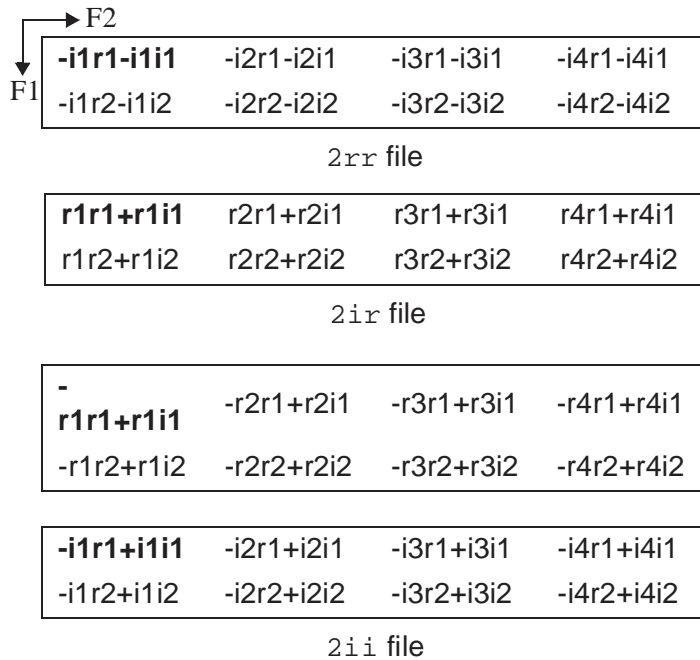 F2
F1
-i1r1-i1i1 -i2r1-i2i1 -i3r1-i3i1 -i4r1-i4i1
-i1r2-i1i2 -i2r2-i2i2 -i3r2-i3i2 -i4r2-i4i2
2rr file
r1r1+r1i1 r2r1+r2i1 r3r1+r3i1 r4r1+r4i1
r1r2+r1i2 r2r2+r2i2 r3r2+r3i2 r4r2+r4i2
2ir file
-
r1r1+r1i1 -r2r1+r2i1 -r3r1+r3i1 -r4r1+r4i1
-r1r2+r1i2 -r2r2+r2i2 -r3r2+r3i2 -r4r2+r4i2
-i1r1+i1i1 -i2r1+i2i1 -i3r1+i3i1 -i4r1+i4i1
-i1r2+i1i2 -i2r2+i2i2 -i3r2+i3i2 -i4r2+i4i2
2ii file